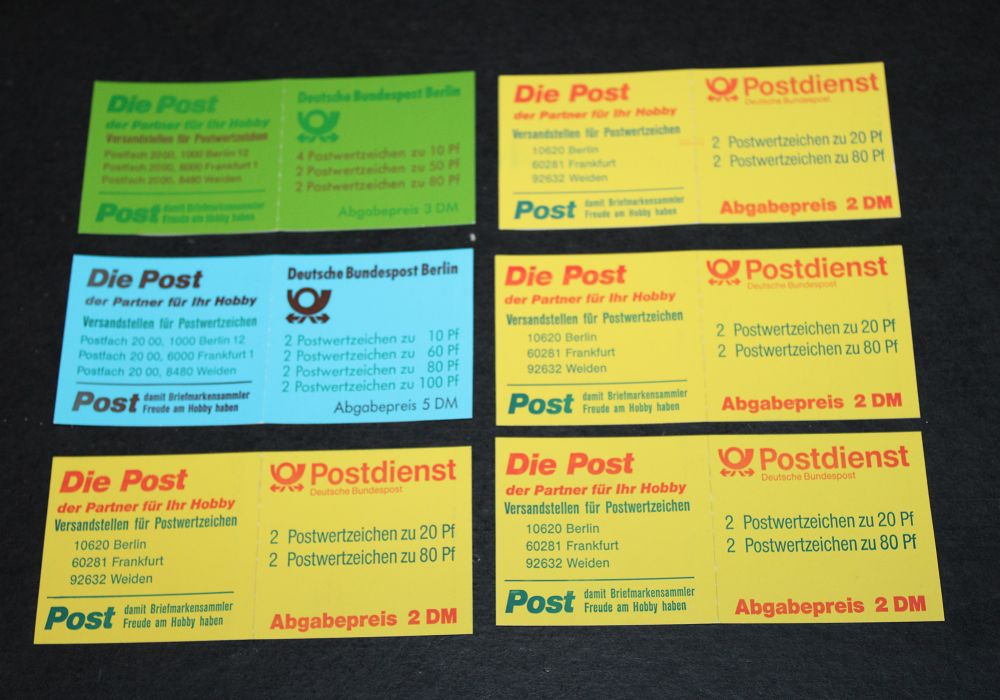 Die Post
der Partner für Ihr Hobby
Versandstellen für Postwertzeichen
Postfach 20 00, 1000 Berlin 12
Postfach 20 00, 6000 Frankfurt 1
Postfach 20 00, 8480 Weiden
Post damit Briefmarkensammler
Freude am Hobby haben
Deutsche Bundespost Berlin
4 Postwertzeichen zu 10 Pf
2 Postwertzeichen zu 50 Pf
2 Postwertzeichen zu 80 Pf
Abgabepreis 3 DM
Die Post
der Partner für Ihr Hobby
Versandstellen für Postwertzeichen
10620 Berlin
60281 Frankfurt
92632 Weiden
Post damit Briefmarkensammler
Freude am Hobby haben
Postdienst
Deutsche Bundespost
2 Postwertzeichen zu 20 Pf
2 Postwertzeichen zu 80 Pf
Abgabepreis 2 DM
Die Post
der Partner für Ihr Hobby
Versandstellen für Postwertzeichen
Postfach 20 00, 1000 Berlin 12
Postfach 20 00, 6000 Frankfurt 1
Postfach 20 00, 8480 Weiden
Post damit Briefmarkensammler
Freude am Hobby haben
Deutsche Bundespost Berlin
2 Postwertzeichen zu 10 Pf
2 Postwertzeichen zu 60 Pf
2 Postwertzeichen zu 80 Pf
2 Postwertzeichen zu 100 Pf
Abgabepreis 5 DM
Die Post
der Partner für Ihr Hobby
Versandstellen für Postwertzeichen
10620 Berlin
60281 Frankfurt
92632 Weiden
Post damit Briefmarkensammler
Freude am Hobby haben
Postdienst
Deutsche Bundespost
2 Postwertzeichen zu 20 Pf
2 Postwertzeichen zu 80 Pf
Abgabepreis 2 DM
Die Post
der Partner für Ihr Hobby
Versandstellen für Postwertzeichen
10620 Berlin
60281 Frankfurt
92632 Weiden
Post damit Briefmarkensammler
Freude am Hobby haben
Postdienst
Deutsche Bundespost
2 Postwertzeichen zu 20 Pf
2 Postwertzeichen zu 80 Pf
Abgabepreis 2 DM
Die Post
der Partner für Ihr Hobby
Versandstellen für Postwertzeichen
10620 Berlin
60281 Frankfurt
92632 Weiden
Post damit Briefmarkensammler
Freude am Hobby haben
Postdienst
Deutsche Bundespost
2 Postwertzeichen zu 20 Pf
2 Postwertzeichen zu 80 Pf
Abgabepreis 2 DM